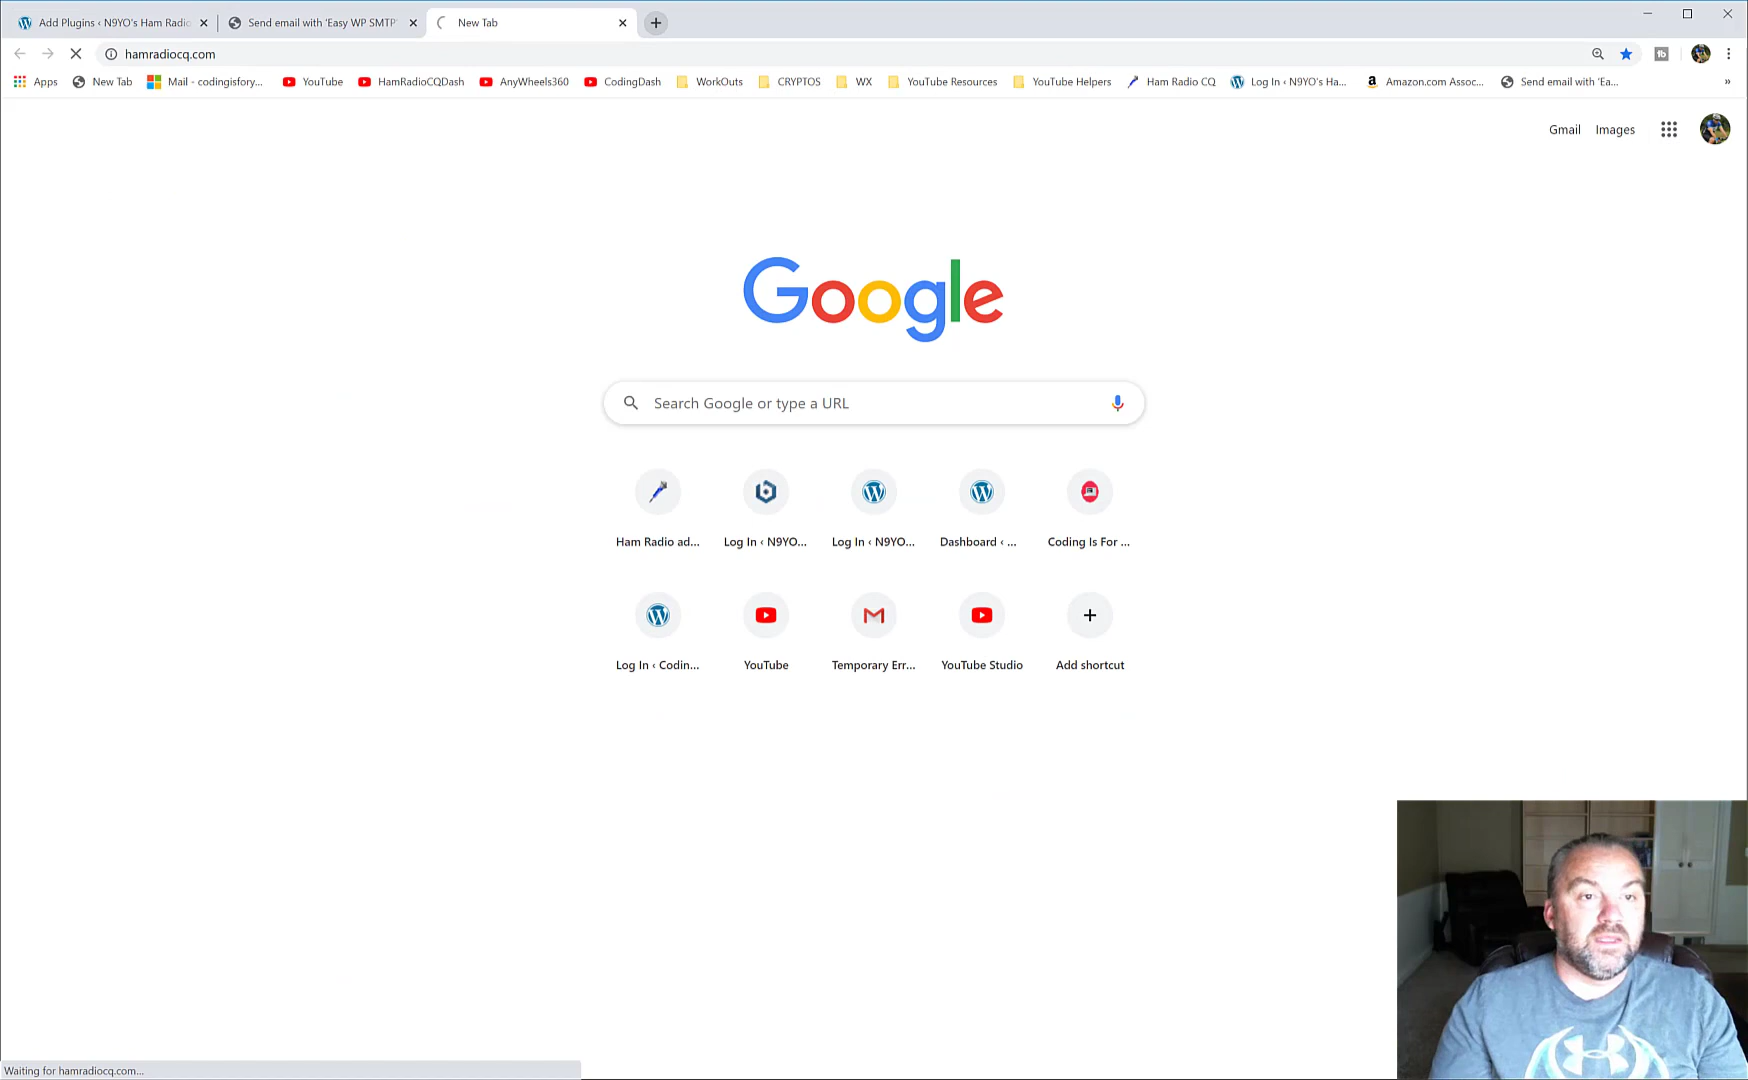 Add Plugins ‹ N9YO's Ham Radio
Send email with 'Easy WP SMTP'
New Tab
hamradiocq.com
Apps
New Tab
Mail - codingisfory...
YouTube
HamRadioCQDash
AnyWheels360
CodingDash
WorkOuts
CRYPTOS
WX
YouTube Resources
YouTube Helpers
Ham Radio CQ
Log In ‹ N9YO's Ha...
Amazon.com Assoc...
Send email with 'Ea...
»
Gmail
Images
Google
Search Google or type a URL
Ham Radio ad...
Log In ‹ N9YO...
Log In ‹ N9YO...
Dashboard ‹ ...
Coding Is For ...
Log In ‹ Codin...
YouTube
Temporary Err...
YouTube Studio
Add shortcut
Waiting for hamradiocq.com...